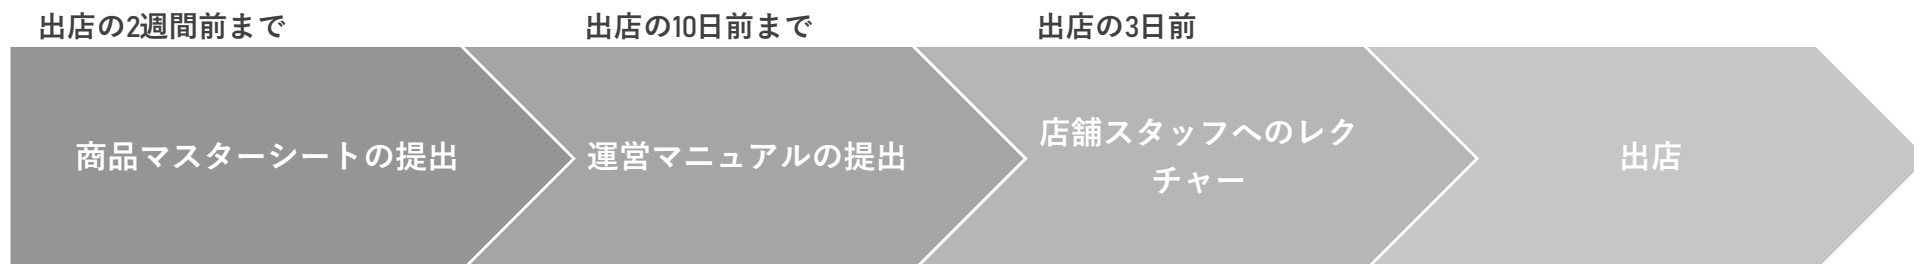 出店の2週間前まで
出店の10日前まで
出店の3日前
商品マスターシートの提出
運営マニュアルの提出
店舗スタッフへのレク
チャー
出店